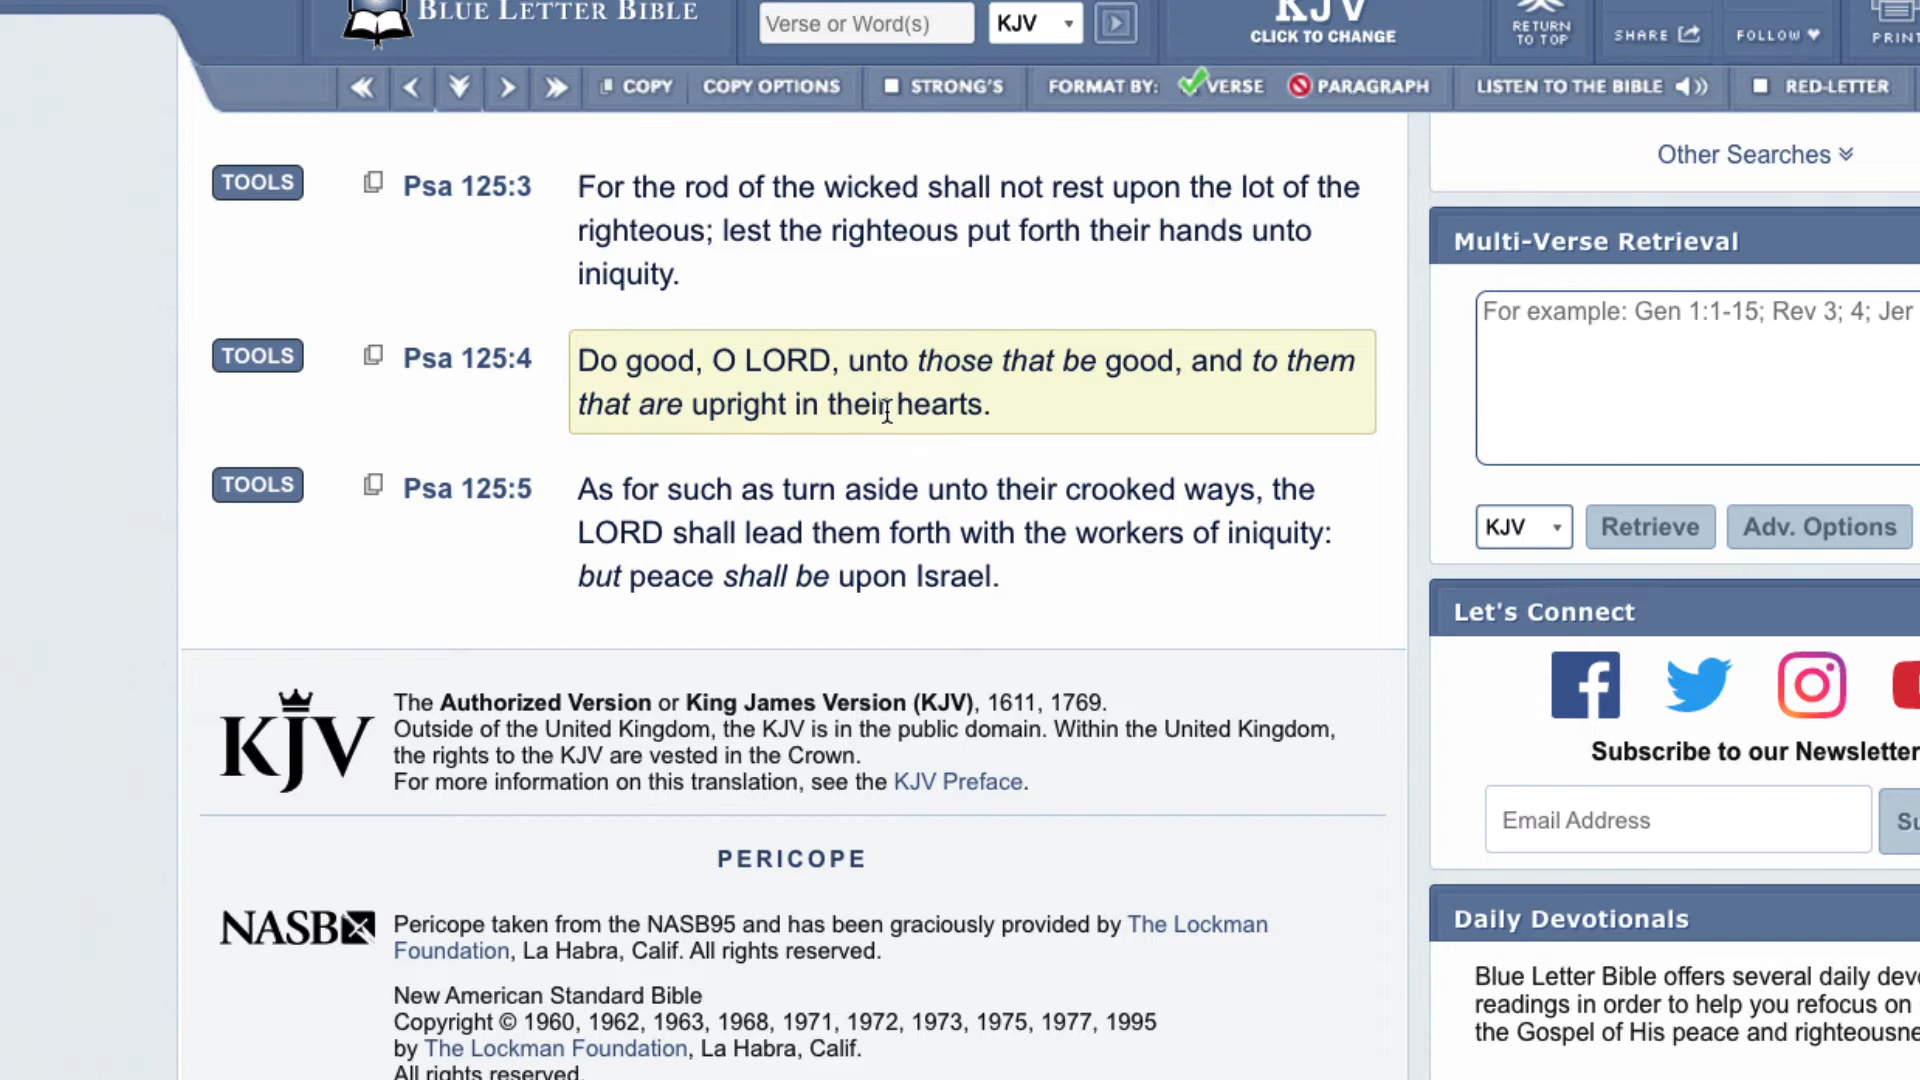 BLUE LETTER BIBLE
Verse or Word(s)
KJV
KJV
CLICK TO CHANGE
RETURN
TO TOP
SHARE
FOLLOW
PRINT
COPY
COPY OPTIONS
STRONG'S
FORMAT BY:
VERSE
PARAGRAPH
LISTEN TO THE BIBLE
RED-LETTER
Other Searches
TOOLS
Psa 125:3
For the rod of the wicked shall not rest upon the lot of the
righteous; lest the righteous put forth their hands unto
iniquity.
TOOLS
Psa 125:4
Do good, O LORD, unto those that be good, and to them
that are upright in their hearts.
TOOLS
Psa 125:5
As for such as turn aside unto their crooked ways, the
LORD shall lead them forth with the workers of iniquity:
but peace shall be upon Israel.
KJV
The Authorized Version or King James Version (KJV), 1611, 1769.
Outside of the United Kingdom, the KJV is in the public domain. Within the United Kingdom,
the rights to the KJV are vested in the Crown.
For more information on this translation, see the KJV Preface.
PERICOPE
NASB
Pericope taken from the NASB95 and has been graciously provided by The Lockman
Foundation, La Habra, Calif. All rights reserved.
New American Standard Bible
Copyright © 1960, 1962, 1963, 1968, 1971, 1972, 1973, 1975, 1977, 1995
by The Lockman Foundation, La Habra, Calif.
All rights reserved.
Multi-Verse Retrieval
For example: Gen 1:1-15; Rev 3; 4; Jer
KJV
Retrieve
Adv. Options
Let's Connect
Subscribe to our Newsletter
Email Address
Su
Daily Devotionals
Blue Letter Bible offers several daily devo
readings in order to help you refocus on
the Gospel of His peace and righteousne